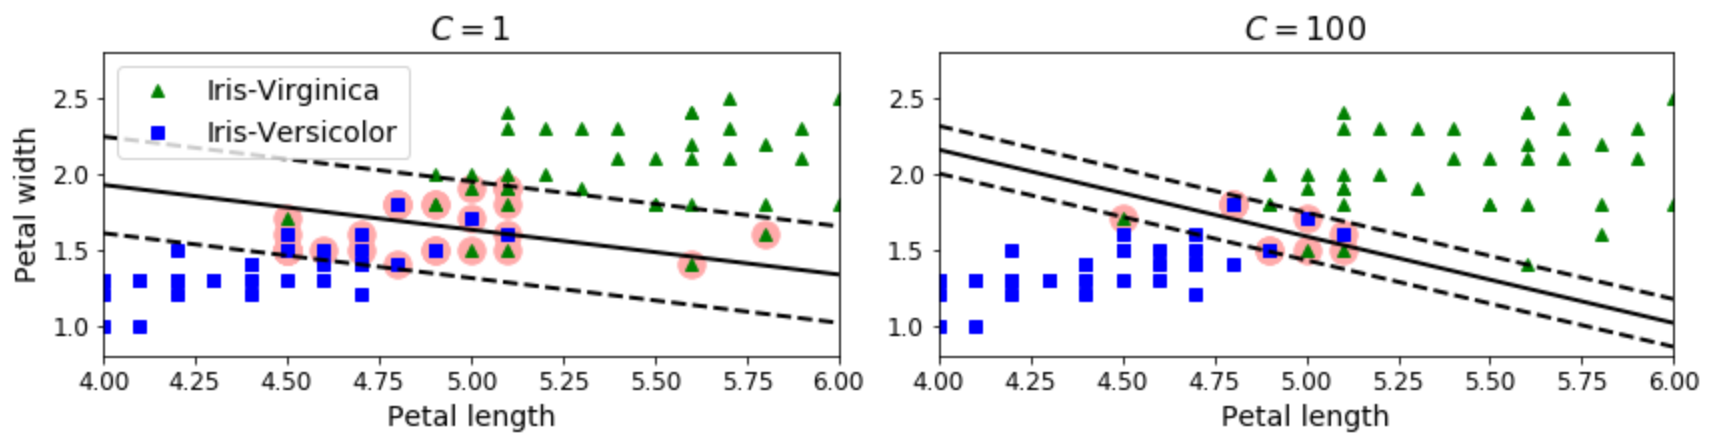 C = 1
Iris-Virginica
Iris-Versicolor
Petal width
2.5
2.0
1.5
1.0
4.00 4.25 4.50 4.75 5.00 5.25 5.50 5.75 6.00
Petal length
C = 100
2.5
2.0
1.5
1.0
4.00 4.25 4.50 4.75 5.00 5.25 5.50 5.75 6.00
Petal length